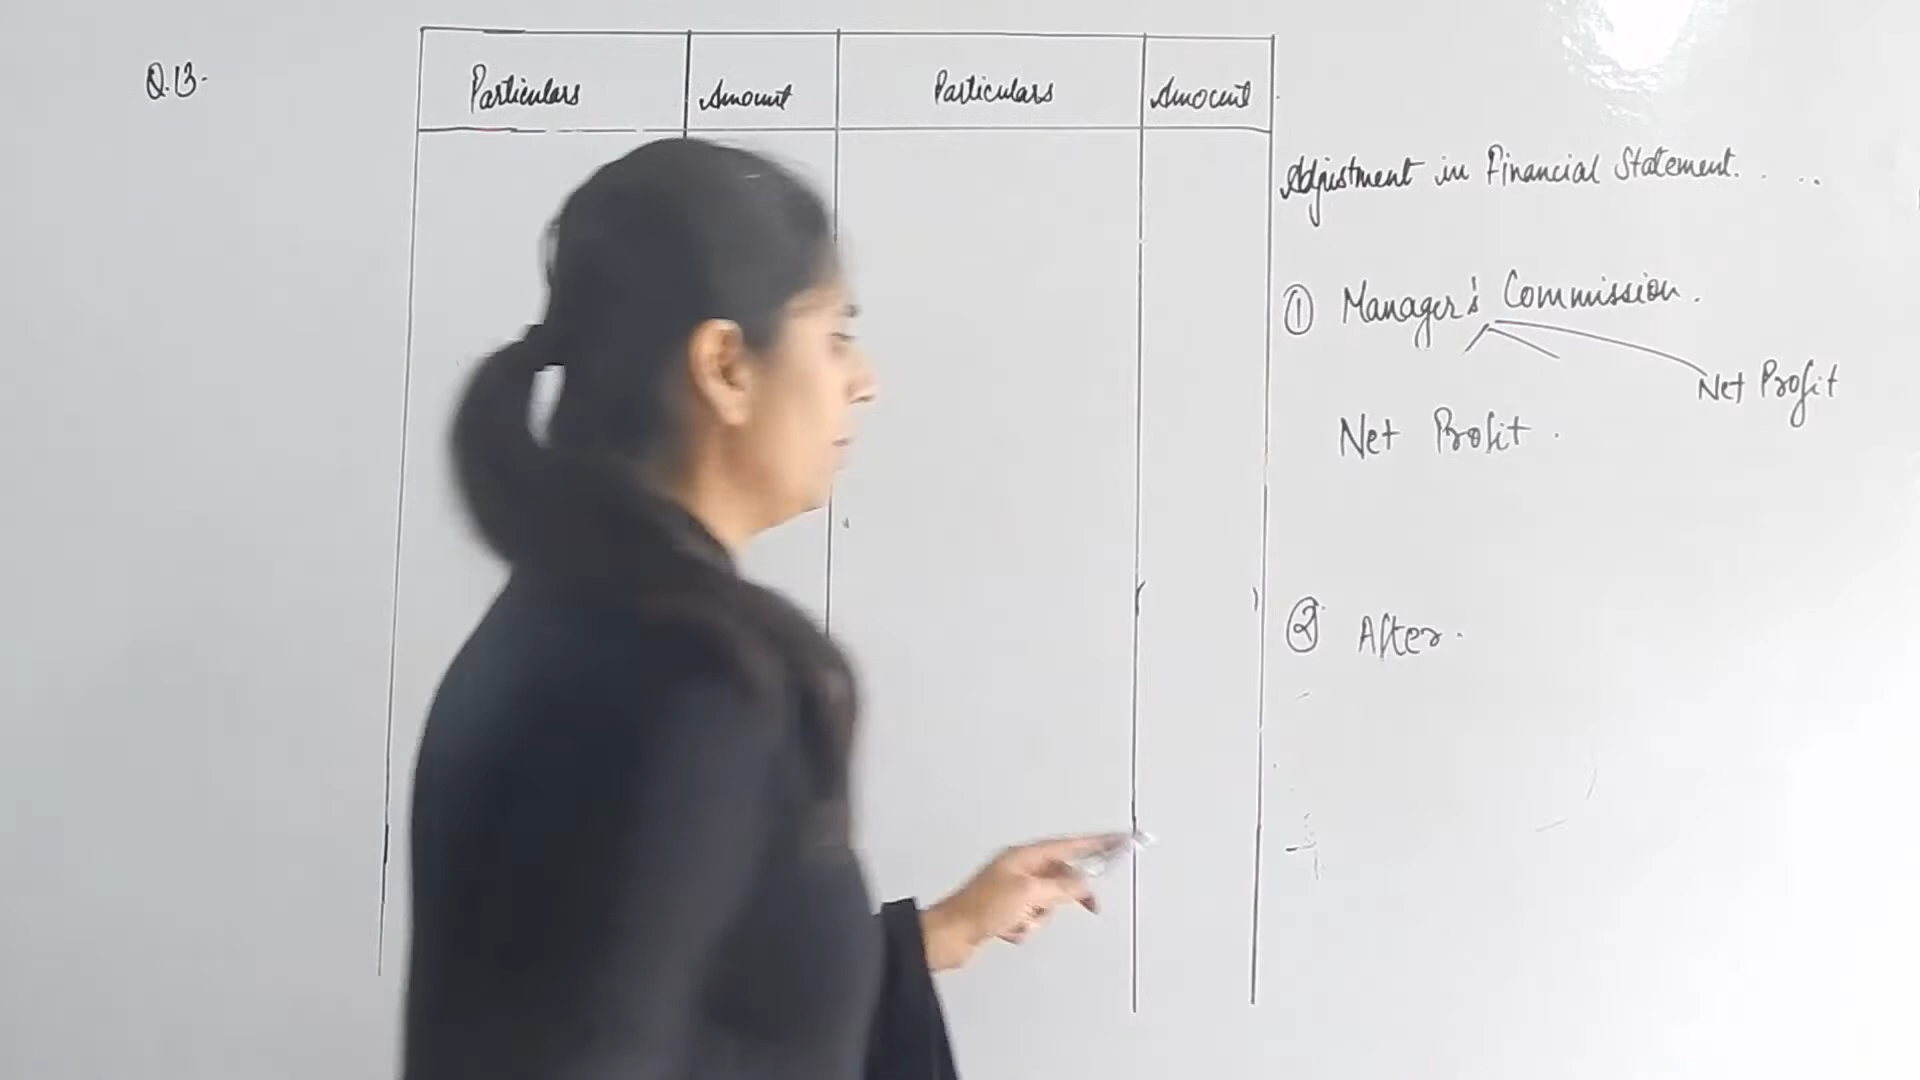 Q.13.
Particulars Amount Particulars Amount
Adjustment in Financial Statement. . ..
① Manager's Commission.
Net Profit
Net Profit.
② After.